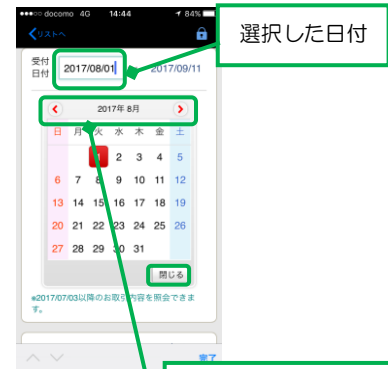 docomo 4G 14:44 84%
リストへ
選択した日付
受付
日付
2017/08/01 2017/09/11
2017年 8月
日 月 火 水 木 金 土
1 2 3 4 5
6 7 8 9 10 11 12
13 14 15 16 17 18 19
20 21 22 23 24 25 26
27 28 29 30 31
閉じる
*2017/07/03以降のお取引内容を照会できま
す。
完了